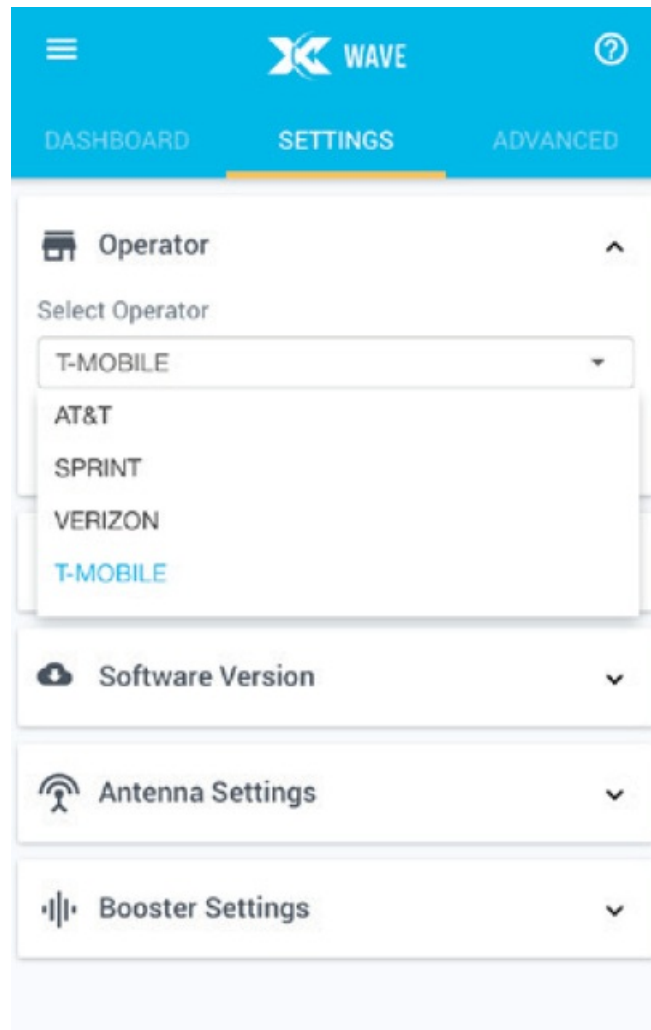 WAVE
DASHBOARD SETTINGS ADVANCED
Operator
Select Operator
T-MOBILE
AT&T
SPRINT
VERIZON
T-MOBILE
Software Version
Antenna Settings
Booster Settings